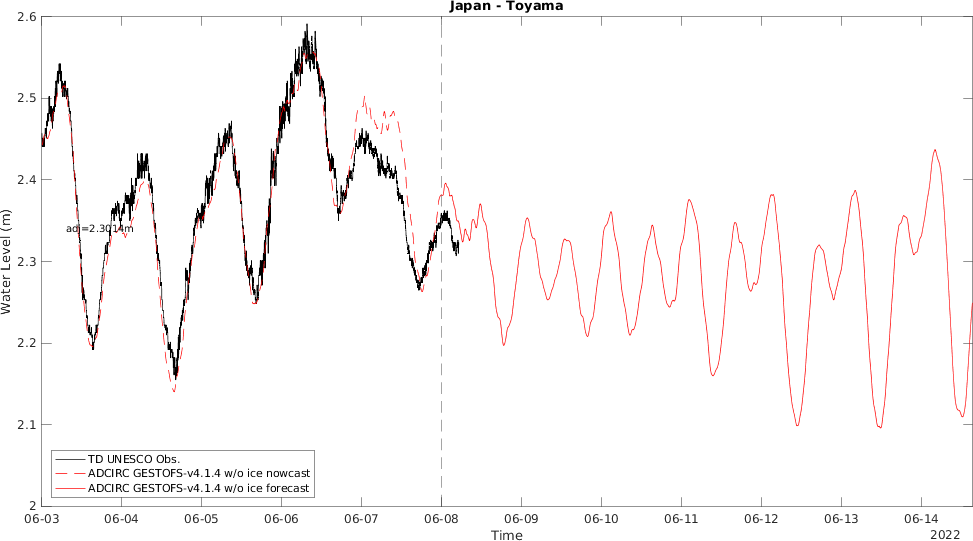 Japan - Toyama
2.6
2.5
2.4
2.3
2.2
2.1
2
Water Level (m)
adj=2.3014m
TD UNESCO Obs.
ADCIRC GESTOFS-v4.1.4 w/o ice nowcast
ADCIRC GESTOFS-v4.1.4 w/o ice forecast
06-03 06-04 06-05 06-06 06-07 06-08 06-09 06-10 06-11 06-12 06-13 06-14
Time
2022